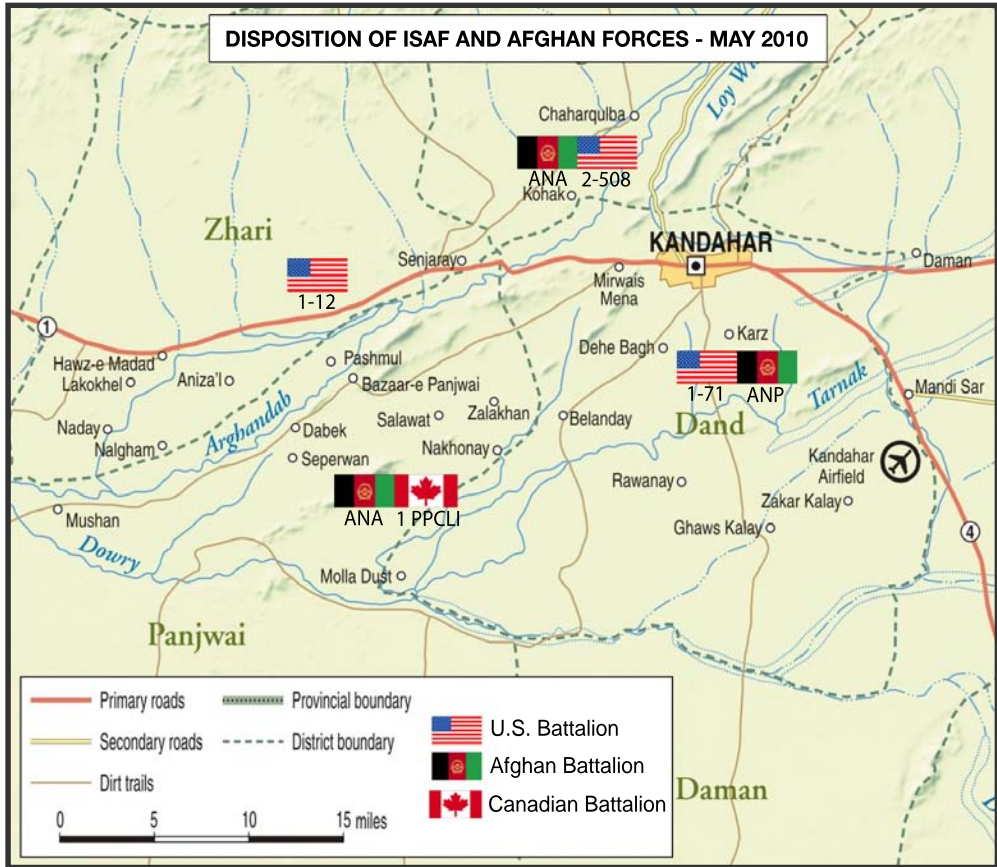 DISPOSITION OF ISAF AND AFGHAN FORCES - MAY 2010
Chaharqulba
Loy
ANA 2-508
Kohak
Zhari
KANDAHAR
Senjaray
Daman
1-12
Mirwais
Mena
1
Karz
Dehe Bagh
Hawz-e Madad
Pashmul
Lakokhel
Aniza'l
Bazaar-e Panjwai
1-71 ANP
Tarnak
Mandi Sar
Arghandab
Salawat
Zalakhan
Belanday
Dand
Naday
Dabek
Nalgham
Nakhonay
Seperwan
Kandahar
Airfield
Rawanay
Zakar Kalay
ANA 1 PPCLI
Mushan
Ghaws Kalay
4
Dowry
Molla Dust
Panjwai
Primary roads
Provincial boundary
U.S. Battalion
Secondary roads
District boundary
Afghan Battalion
Dirt trails
Canadian Battalion
Daman
0 5 10 15 miles